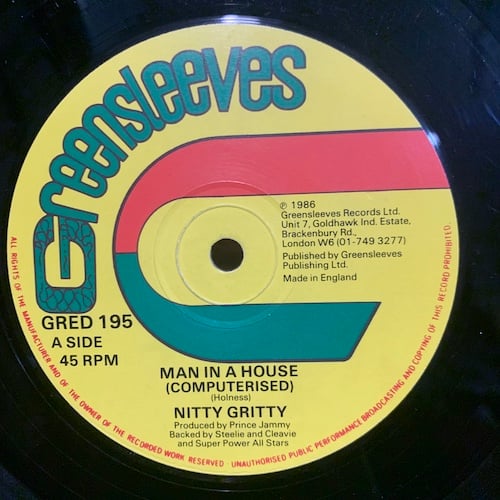 Greensleeves
℗ 1986
Greensleeves Records Ltd.
Unit 7, Goldhawk Ind. Estate,
Brackenbury Rd.,
London W6 (01-749 3277)
Published by Greensleeves
Publishing Ltd.
Made in England
GRED 195
A SIDE
45 RPM
MAN IN A HOUSE
(COMPUTERISED)
(Holness)
NITTY GRITTY
Produced by Prince Jammy
Backed by Steelie and Cleavie
and Super Power All Stars
ALL RIGHTS OF THE MANUFACTURER AND OF THE OWNER OF THE RECORDED WORK RESERVED · UNAUTHORISED PUBLIC PERFORMANCE BROADCASTING AND COPYING OF THIS RECORD PROHIBITED.